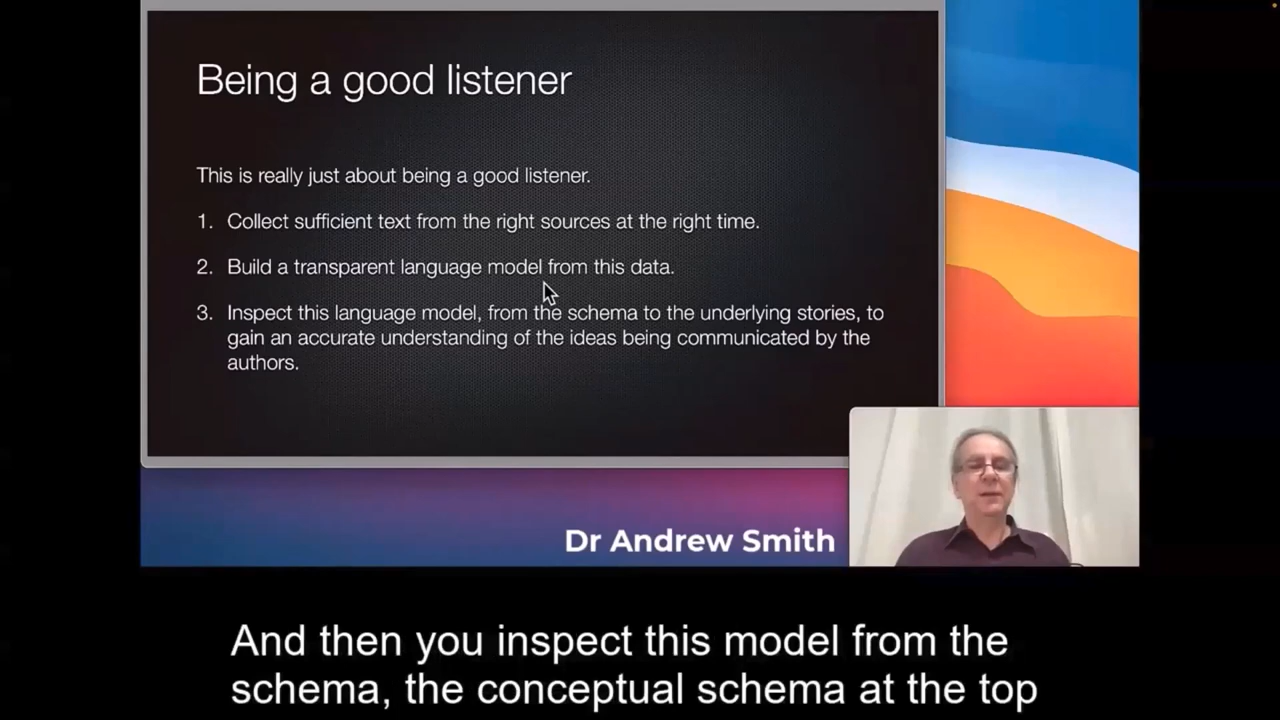 Being a good listener
This is really just about being a good listener.
1. Collect sufficient text from the right sources at the right time.
2. Build a transparent language model from this data.
3. Inspect this language model, from the schema to the underlying stories, to
gain an accurate understanding of the ideas being communicated by the
authors.
Dr Andrew Smith
And then you inspect this model from the
schema, the conceptual schema at the top